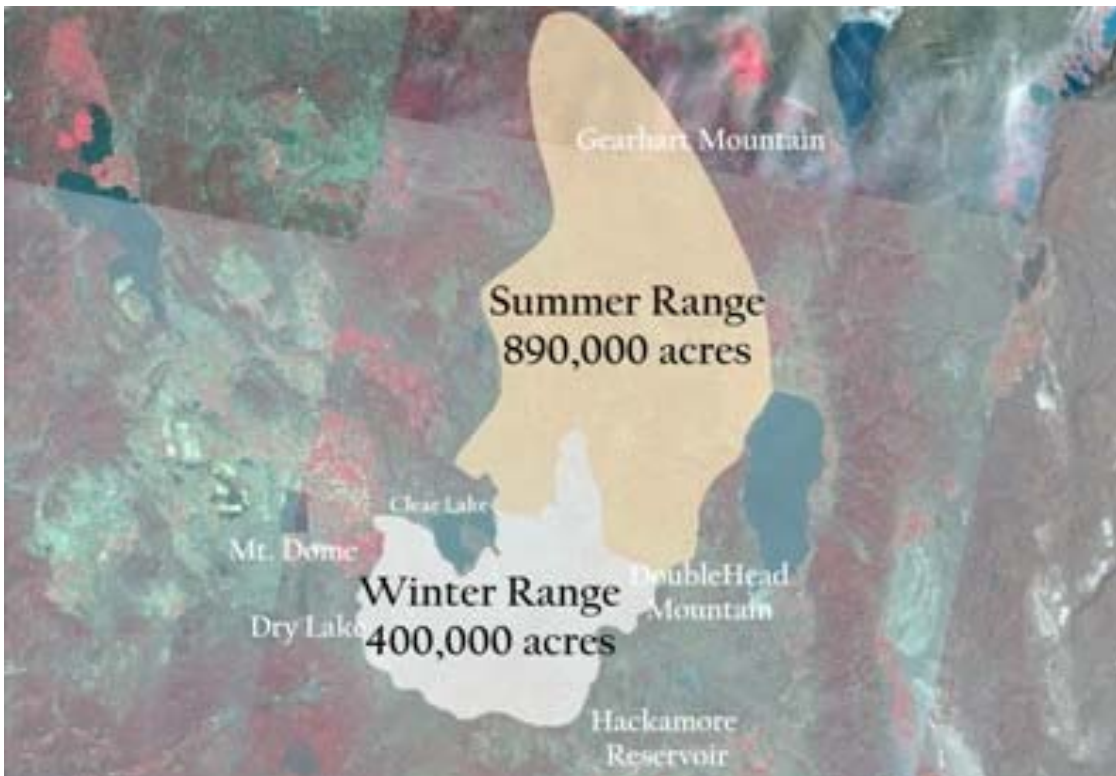 Gearhart Mountain
Summer Range
890,000 acres
Clear Lake
Mt. Dome
DoubleHead
Mountain
Winter Range
400,000 acres
Dry Lake
Hackamore
Reservoir